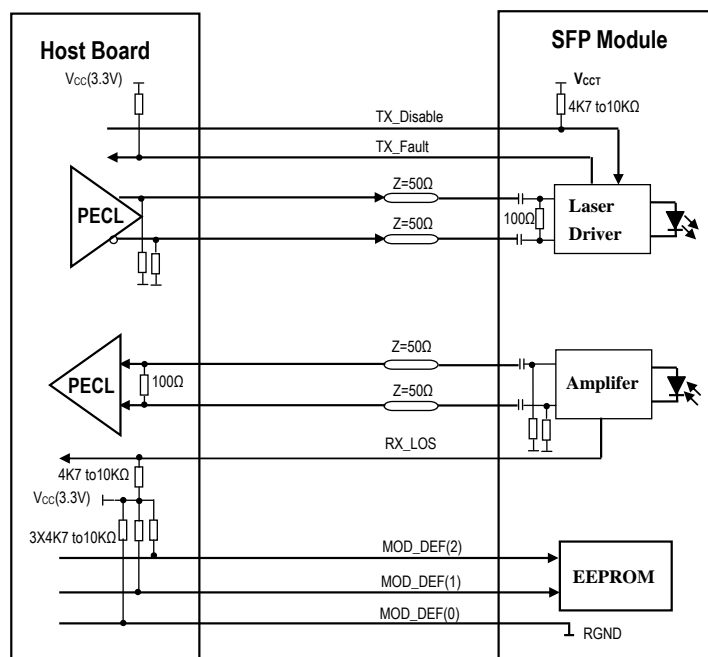 Host Board
SFP Module
VCC(3.3V)
VCCT
4K7 to10KΩ
TX_Disable
TX_Fault
PECL
Z=50Ω
Z=50Ω
100Ω
Laser
Driver
PECL
100Ω
Z=50Ω
Z=50Ω
Amplifer
RX_LOS
4K7 to10KΩ
VCC(3.3V)
3X4K7 to10KΩ
MOD_DEF(2)
MOD_DEF(1)
MOD_DEF(0)
EEPROM
RGND